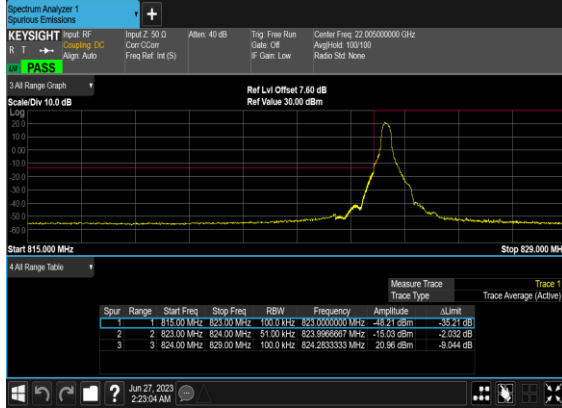 Spectrum Analyzer 1
Spurious Emissions
KEYSIGHT Input: RF Input Z: 50 Ω Atten: 40 dB Trig: Free Run Center Freq: 22.005000000 GHz
R T Coupling: DC Corr CCorr Gate: Off Avg|Hold: 100/100
Align: Auto Freq Ref: Int (S) IF Gain: Low Radio Std: None
PASS
3 All Range Graph
Ref Lvl Offset 7.60 dB
Scale/Div 10.0 dB Ref Value 30.00 dBm
Log
20.0
10.0
0.00
-10.0
-20.0
-30.0
-40.0
-50.0
-60.0
Start 815.000 MHz Stop 829.000 MH
4 All Range Table
Measure Trace Trace 1
Trace Type Trace Average (Active)
Spur Range Start Freq Stop Freq RBW Frequency Amplitude ΔLimit
1 1 815.00 MHz 823.00 MHz 100.0 kHz 823.0000000 MHz -48.21 dBm -35.21 dB
2 2 823.00 MHz 824.00 MHz 51.00 kHz 823.9966667 MHz -15.03 dBm -2.032 dB
3 3 824.00 MHz 829.00 MHz 100.0 kHz 824.2833333 MHz 20.96 dBm -9.044 dB
? Jun 27, 2023
2:23:04 AM